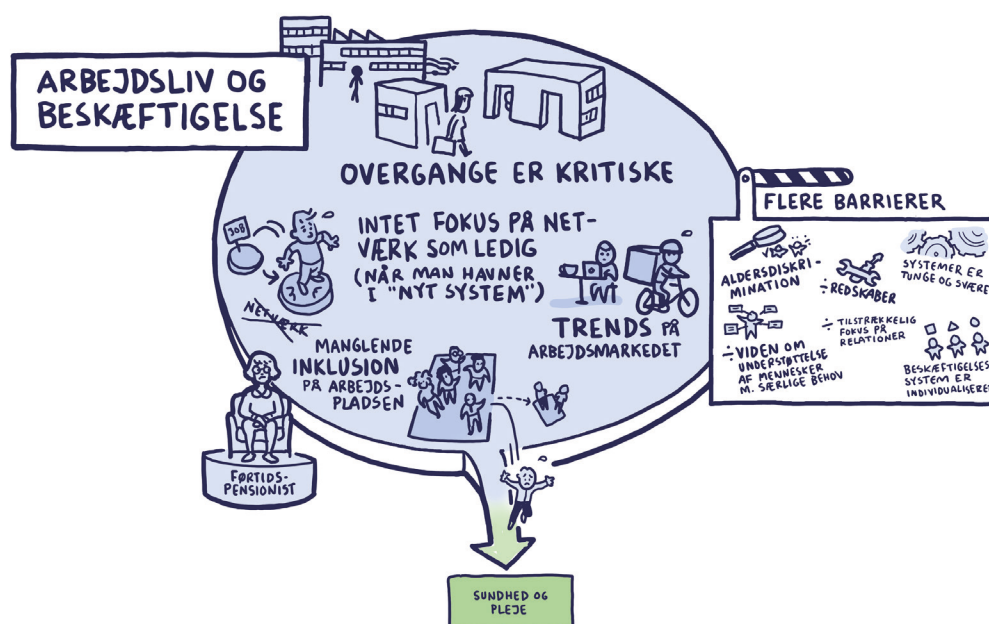 ARBEJDSLIV OG
BESKÆFTIGELSE
OVERGANGE ER KRITISKE
INTET FOKUS PÅ NET-
VÆRK SOM LEDIG
(NÅR MAN HAVNER
I "NYT SYSTEM")
JOB
NETVÆRK
TRENDS PÅ
ARBEJDSMARKEDET
MANGLENDE
INKLUSION
PÅ ARBEJDS-
PLADSEN
FØRTIDS-
PENSIONIST
FLERE BARRIERER
ALDERSDISKRI-
MINATION
÷ REDSKABER
SYSTEMER ER
TUNGE OG SVÆRE
÷ VIDEN OM
UNDERSTØTTELSE
AF MENNESKER
M. SÆRLIGE BEHOV
÷ TILSTRÆKKELIG
FOKUS PÅ
RELATIONER
BESKÆFTIGELSES
SYSTEM ER
INDIVIDUALISERE
SUNDHED OG
PLEJE